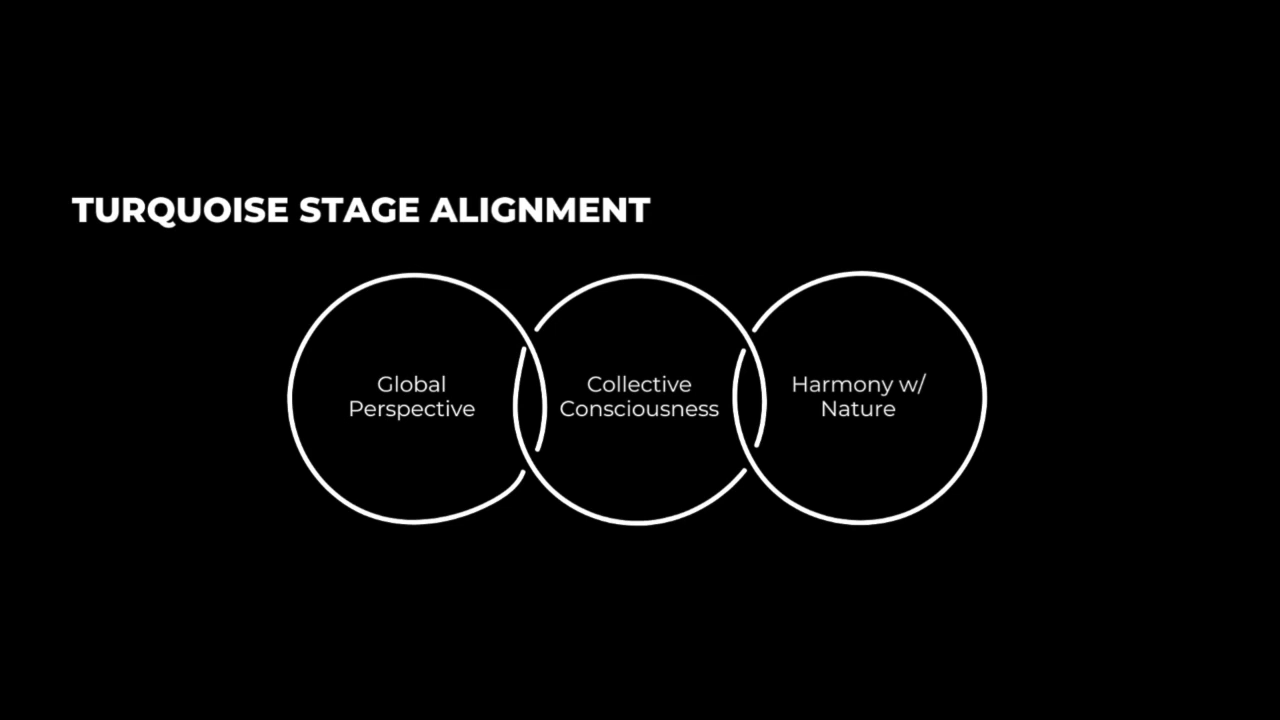 TURQUOISE STAGE ALIGNMENT
Global
Perspective
Collective
Consciousness
Harmony w/
Nature